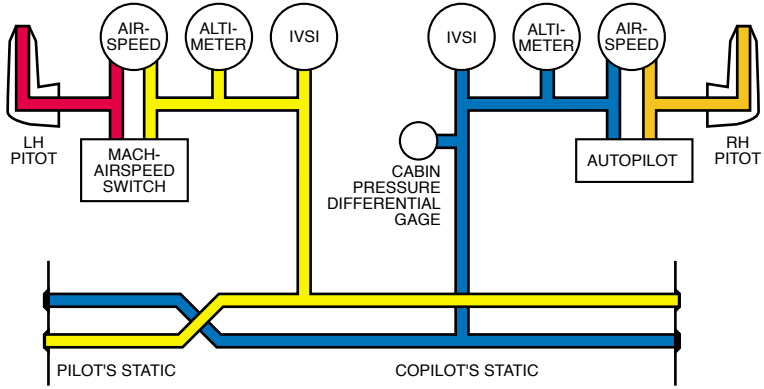 AIR-
SPEED
ALTI-
METER
IVSI
IVSI
ALTI-
METER
AIR-
SPEED
LH
PITOT
MACH-
AIRSPEED
SWITCH
CABIN
PRESSURE
DIFFERENTIAL
GAGE
AUTOPILOT
RH
PITOT
PILOT'S STATIC
COPILOT'S STATIC